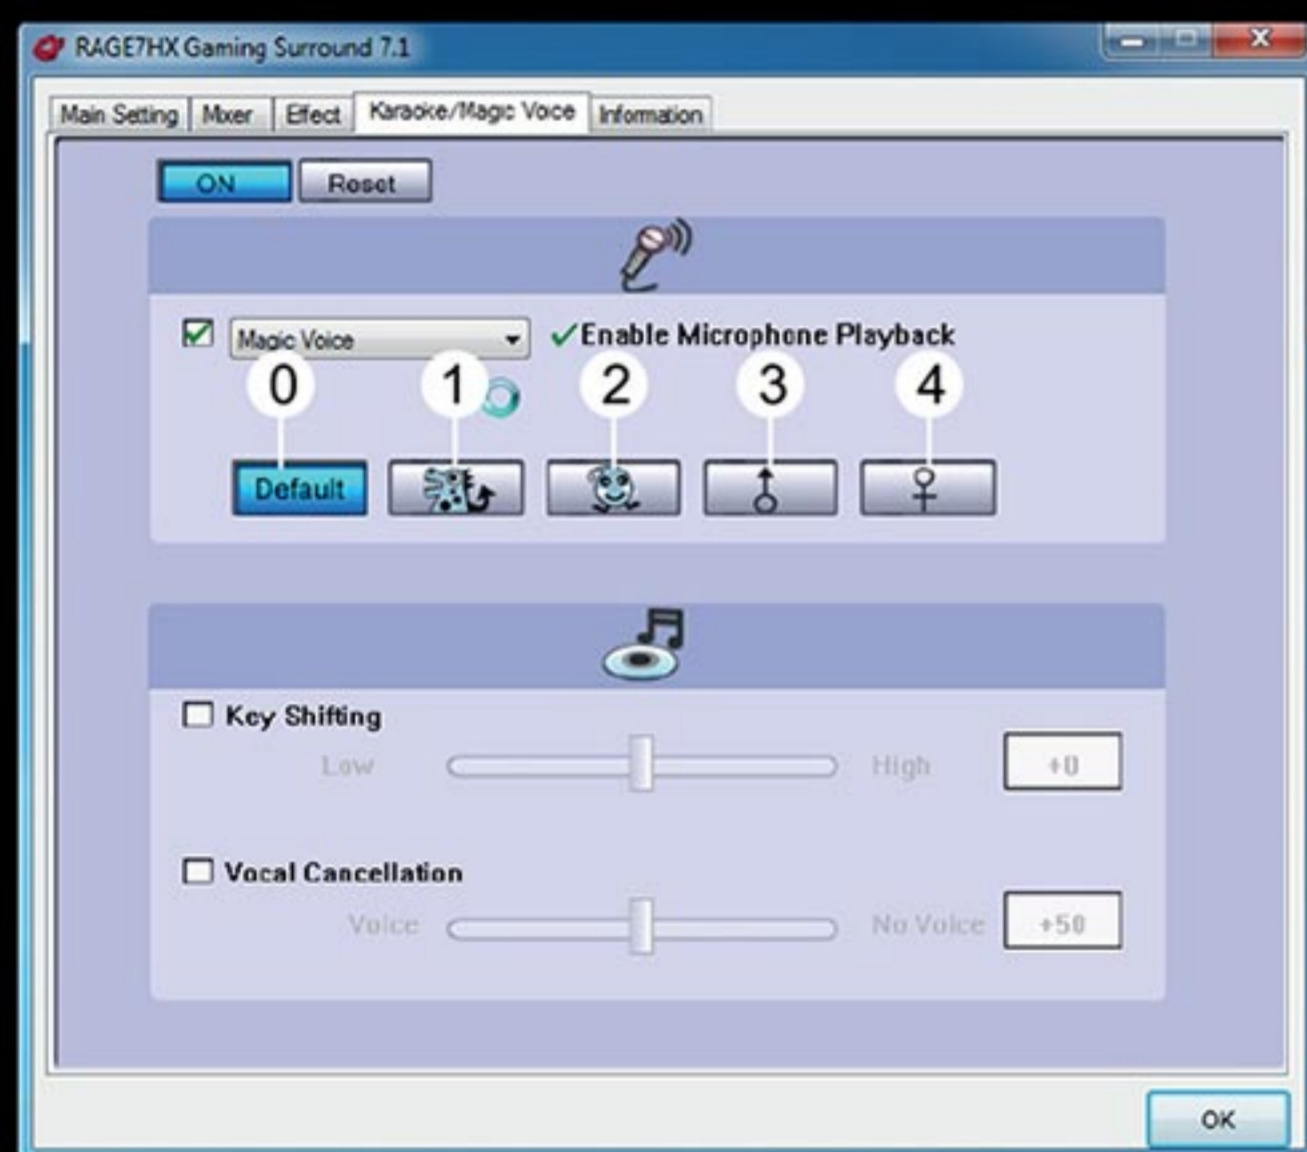 RAGE7HX Gaming Surround 7.1
Main Setting Mixer Effect Karaoke/Magic Voice Information
ON Reset
Magic Voice Enable Microphone Playback
0 1 2 3 4
Default
Key Shifting
Low High +0
Vocal Cancellation
Voice No Voice +50
OK